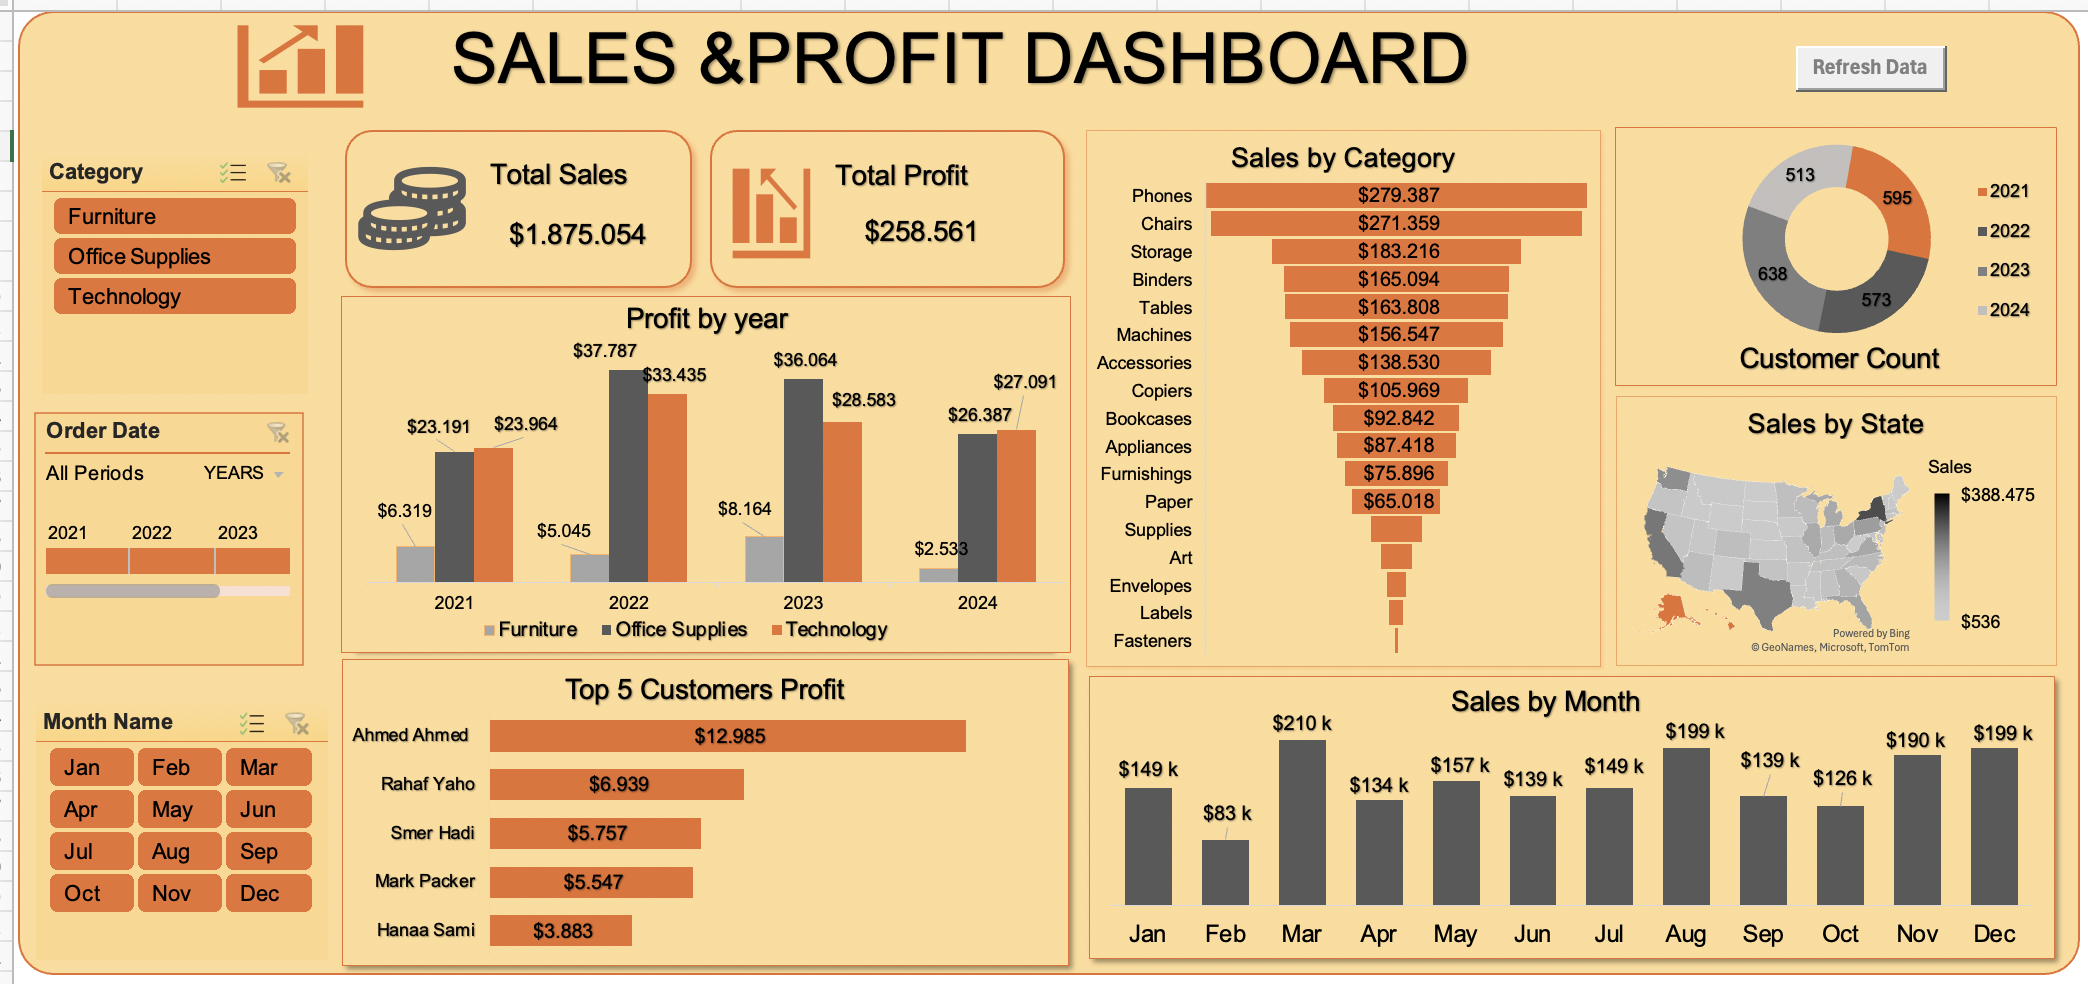 SALES &PROFIT DASHBOARD
Refresh Data
Category
Furniture
Office Supplies
Technology
Order Date
All Periods YEARS
2021 2022 2023
Month Name
Jan Feb Mar
Apr May Jun
Jul Aug Sep
Oct Nov Dec
Total Sales
$1.875.054
Total Profit
$258.561
Profit by year
$37.787
$36.064
$33.435
$27.091
$28.583
$26.387
$23.191
$23.964
$6.319
$8.164
$5.045
$2.533
2021 2022 2023 2024
Furniture Office Supplies Technology
Top 5 Customers Profit
Ahmed Ahmed $12.985
Rahaf Yaho $6.939
Smer Hadi $5.757
Mark Packer $5.547
Hanaa Sami $3.883
Sales by Category
Phones $279.387
Chairs $271.359
Storage $183.216
Binders $165.094
Tables $163.808
Machines $156.547
Accessories $138.530
Copiers $105.969
Bookcases $92.842
Appliances $87.418
Furnishings $75.896
Paper $65.018
Supplies
Art
Envelopes
Labels
Fasteners
513
595
638
573
2021
2022
2023
2024
Customer Count
Sales by State
Sales
$388.475
$536
Powered by Bing
© GeoNames, Microsoft, TomTom
Sales by Month
$149 k $83 k $210 k $134 k $157 k $139 k $149 k $199 k $139 k $126 k $190 k $199 k
Jan Feb Mar Apr May Jun Jul Aug Sep Oct Nov Dec